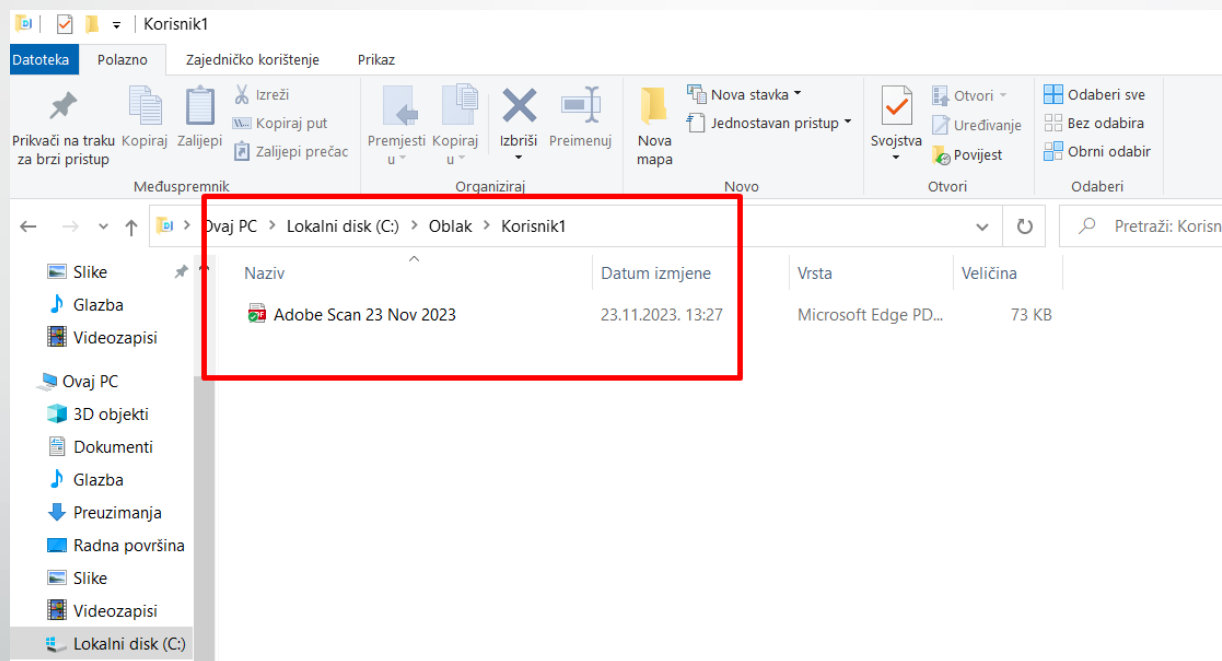 Korisnik1
Datoteka Polazno Zajedničko korištenje Prikaz
Prikvači na traku za brzi pristup
Kopiraj
Zalijepi
Izreži
Kopiraj put
Zalijepi prečac
Međuspremnik
Premjesti u
Kopiraj u
Izbriši
Preimenuj
Organiziraj
Nova mapa
Nova stavka
Jednostavan pristup
Novo
Svojstva
Otvori
Uređivanje
Povijest
Otvori
Odaberi sve
Bez odabira
Obrni odabir
Odaberi
Ovaj PC > Lokalni disk (C:) > Oblak > Korisnik1
Pretraži: Korisn
Slike
Glazba
Videozapisi
Ovaj PC
3D objekti
Dokumenti
Glazba
Preuzimanja
Radna površina
Slike
Videozapisi
Lokalni disk (C:)
Naziv Datum izmjene Vrsta Veličina
Adobe Scan 23 Nov 2023 23.11.2023. 13:27 Microsoft Edge PD... 73 KB